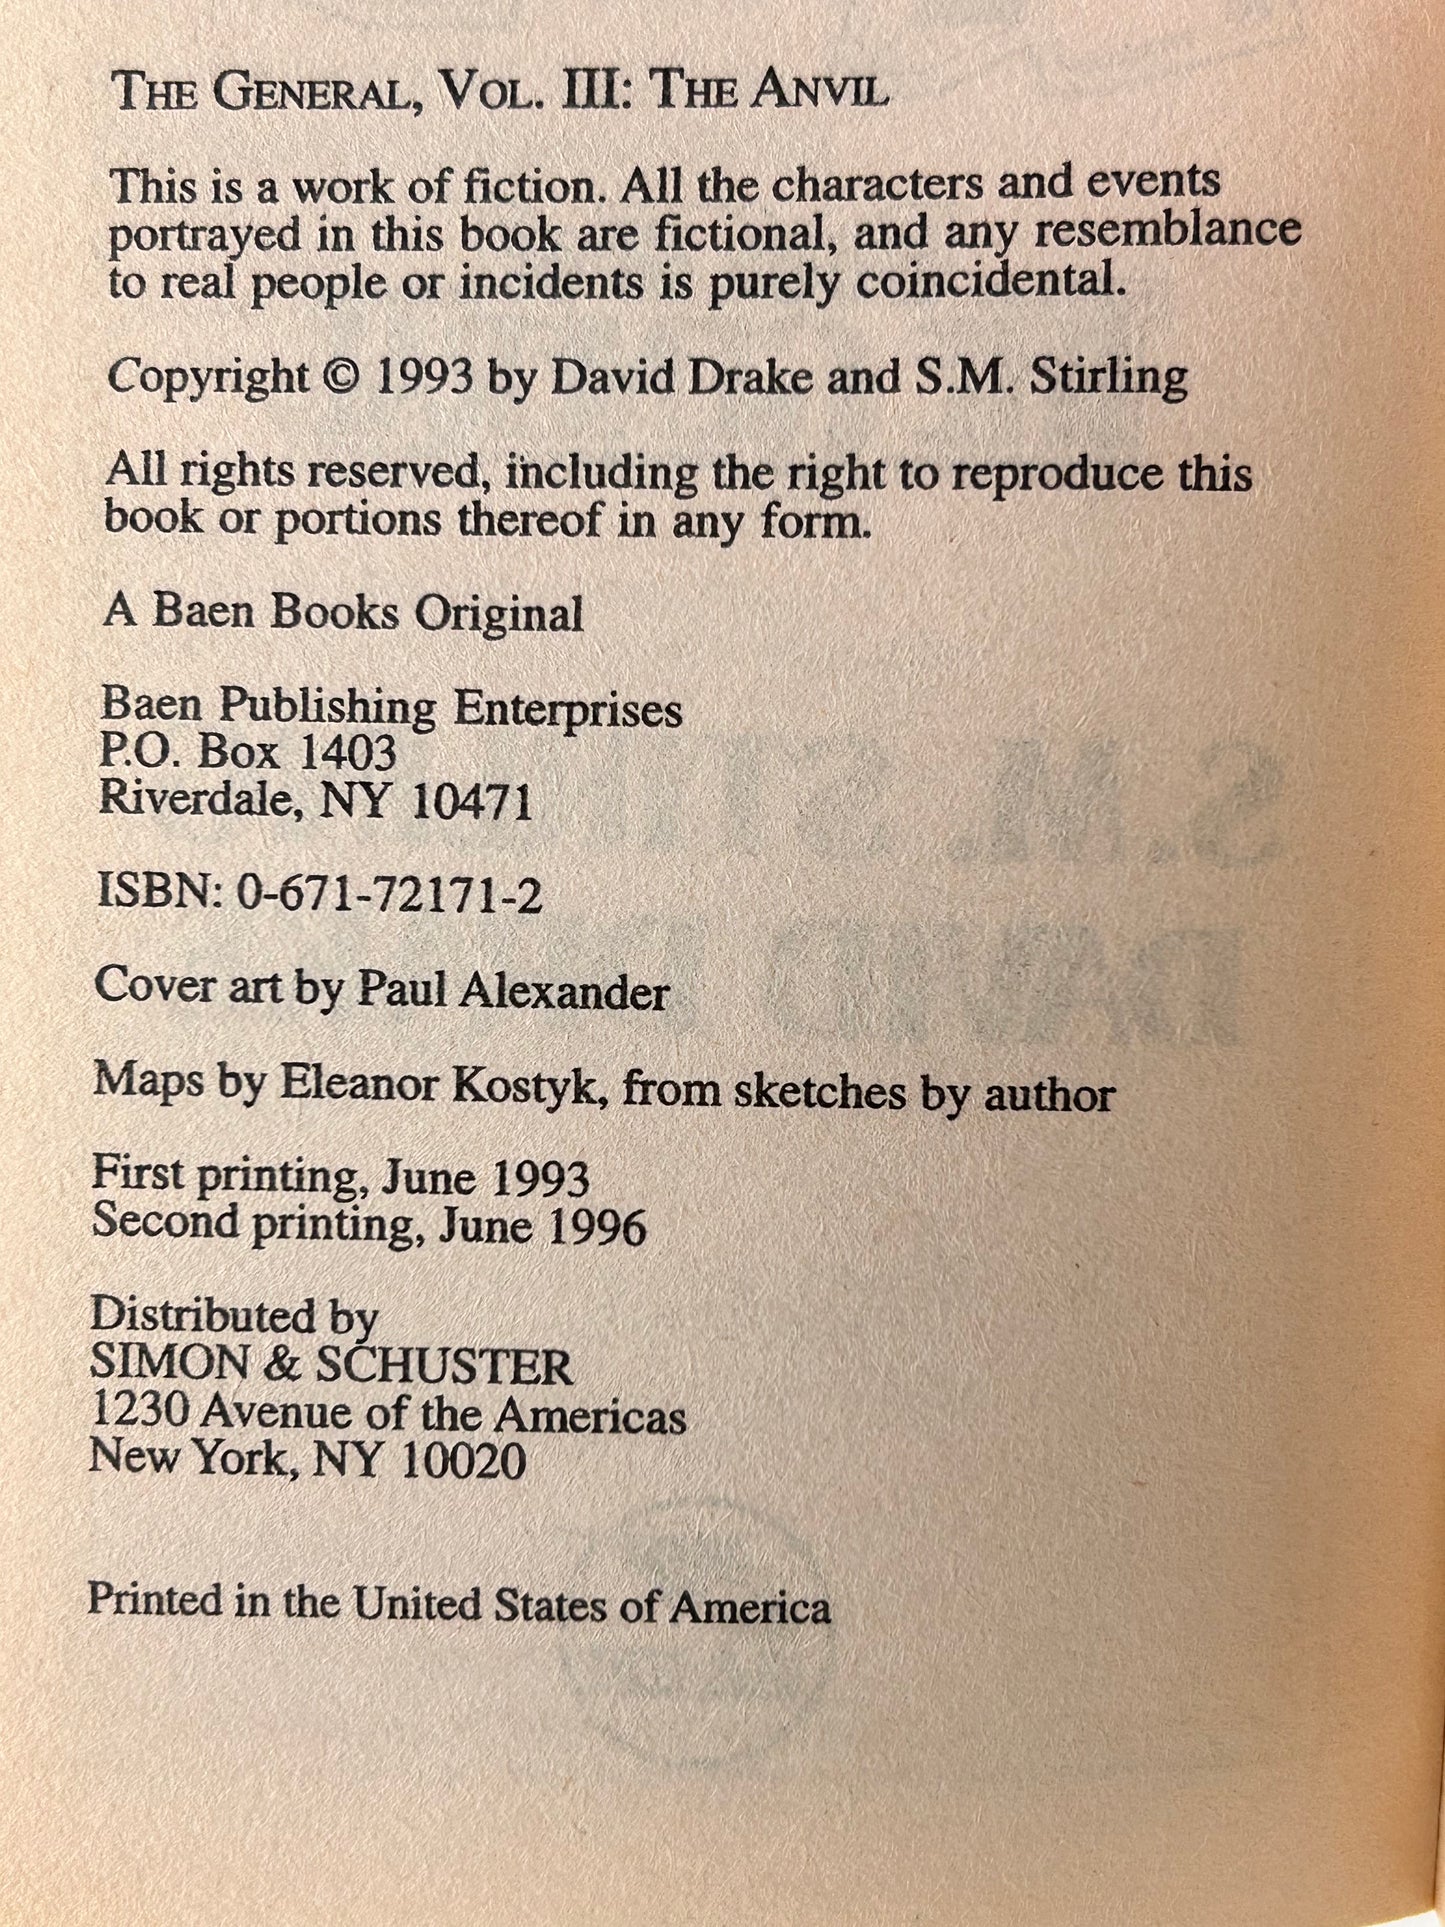 THE GENERAL, VOL. III: THE ANVIL
This is a work of fiction. All the characters and events
portrayed in this book are fictional, and any resemblance
to real people or incidents is purely coincidental.
Copyright © 1993 by David Drake and S.M. Stirling
All rights reserved, including the right to reproduce this
book or portions thereof in any form.
A Baen Books Original
Baen Publishing Enterprises
P.O. Box 1403
Riverdale, NY 10471
ISBN: 0-671-72171-2
Cover art by Paul Alexander
Maps by Eleanor Kostyk, from sketches by author
First printing, June 1993
Second printing, June 1996
Distributed by
SIMON & SCHUSTER
1230 Avenue of the Americas
New York, NY 10020
Printed in the United States of America